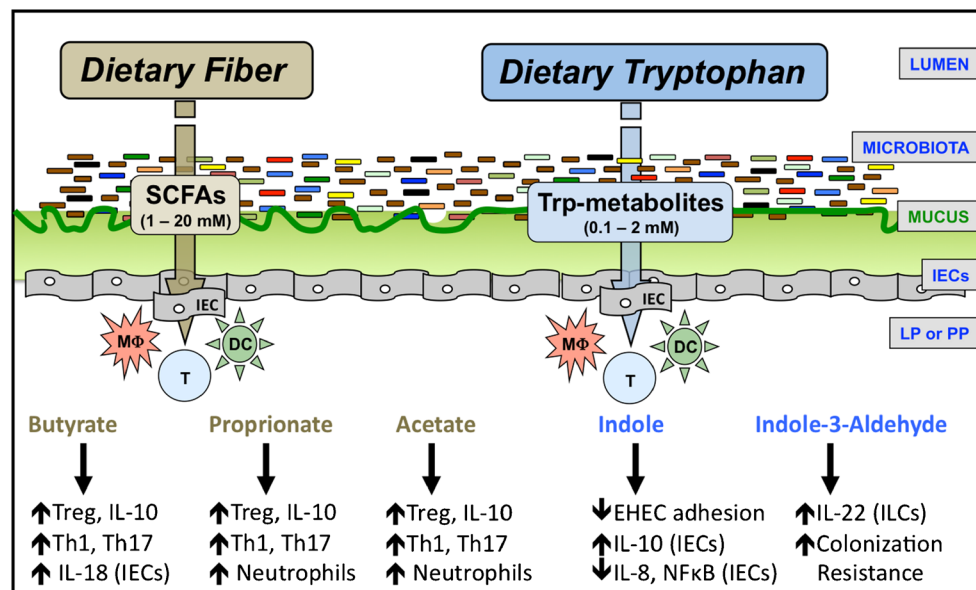 Dietary Fiber
Dietary Tryptophan
LUMEN
MICROBIOTA
SCFAs
(1 – 20 mM)
Trp-metabolites
(0.1 – 2 mM)
MUCUS
IECs
IEC
IEC
LP or PP
MΦ
DC
T
MΦ
DC
T
Butyrate
↑Treg, IL-10
↑Th1, Th17
↑ IL-18 (IECs)
Proprionate
↑Treg, IL-10
↑Th1, Th17
↑ Neutrophils
Acetate
↑Treg, IL-10
↑Th1, Th17
↑ Neutrophils
Indole
↓EHEC adhesion
↑IL-10 (IECs)
↓IL-8, NFκB (IECs)
Indole-3-Aldehyde
↑IL-22 (ILCs)
↑Colonization
Resistance